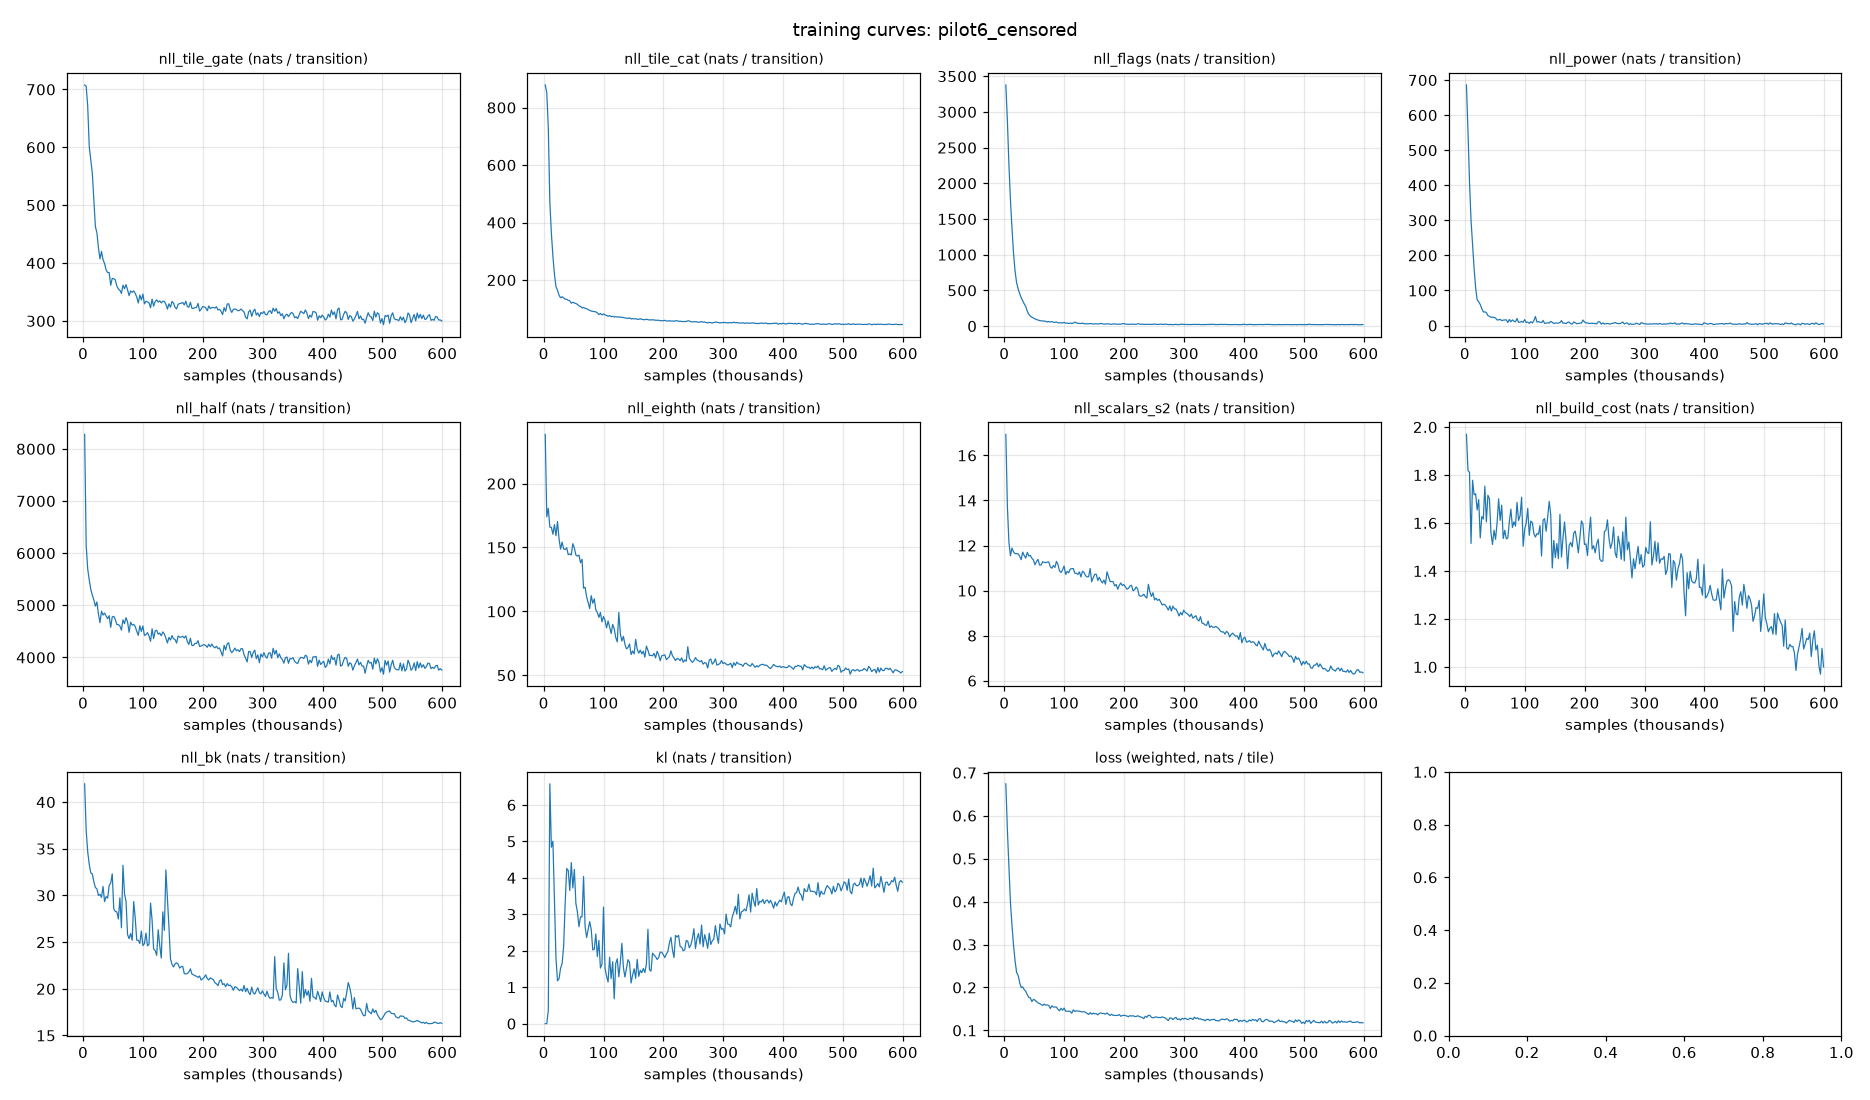 training curves: pilot6_censored
nll_tile_gate (nats / transition)
700
600
500
400
300
0 100 200 300 400 500 600
samples (thousands)
nll_tile_cat (nats / transition)
800
600
400
200
0 100 200 300 400 500 600
samples (thousands)
nll_flags (nats / transition)
3500
3000
2500
2000
1500
1000
500
0
0 100 200 300 400 500 600
samples (thousands)
nll_power (nats / transition)
700
600
500
400
300
200
100
0
0 100 200 300 400 500 600
samples (thousands)
nll_half (nats / transition)
8000
7000
6000
5000
4000
0 100 200 300 400 500 600
samples (thousands)
nll_eighth (nats / transition)
200
150
100
50
0 100 200 300 400 500 600
samples (thousands)
nll_scalars_s2 (nats / transition)
16
14
12
10
8
6
0 100 200 300 400 500 600
samples (thousands)
nll_build_cost (nats / transition)
2.0
1.8
1.6
1.4
1.2
1.0
0 100 200 300 400 500 600
samples (thousands)
nll_bk (nats / transition)
40
35
30
25
20
15
0 100 200 300 400 500 600
samples (thousands)
kl (nats / transition)
6
5
4
3
2
1
0
0 100 200 300 400 500 600
samples (thousands)
loss (weighted, nats / tile)
0.7
0.6
0.5
0.4
0.3
0.2
0.1
0 100 200 300 400 500 600
samples (thousands)
1.0
0.8
0.6
0.4
0.2
0.0
0.0 0.2 0.4 0.6 0.8 1.0